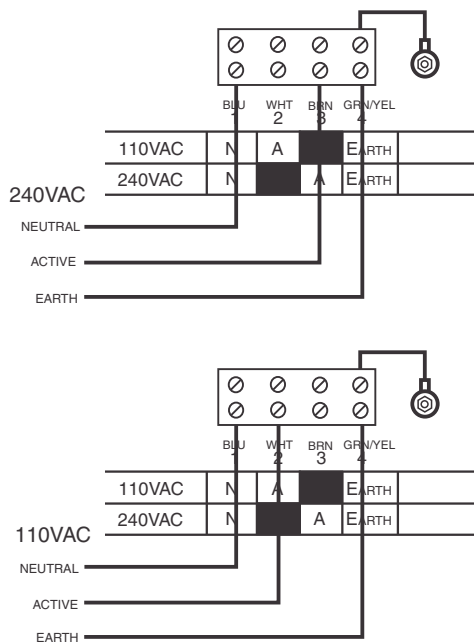 BLU WHT BRN GRN/YEL
1 2 3 4
110VAC N A EARTH
240VAC N A EARTH
240VAC
NEUTRAL
ACTIVE
EARTH
BLU WHT BRN GRN/YEL
1 2 3 4
110VAC N A EARTH
240VAC N A EARTH
110VAC
NEUTRAL
ACTIVE
EARTH